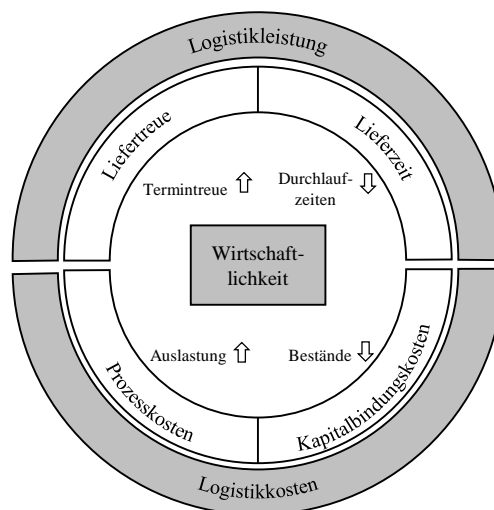 Logistikleistung
Liefertreue
Lieferzeit
Termintreue
Durchlauf-
zeiten
Wirtschaft-
lichkeit
Auslastung
Bestände
Prozesskosten
Kapitalbindungskosten
Logistikkosten